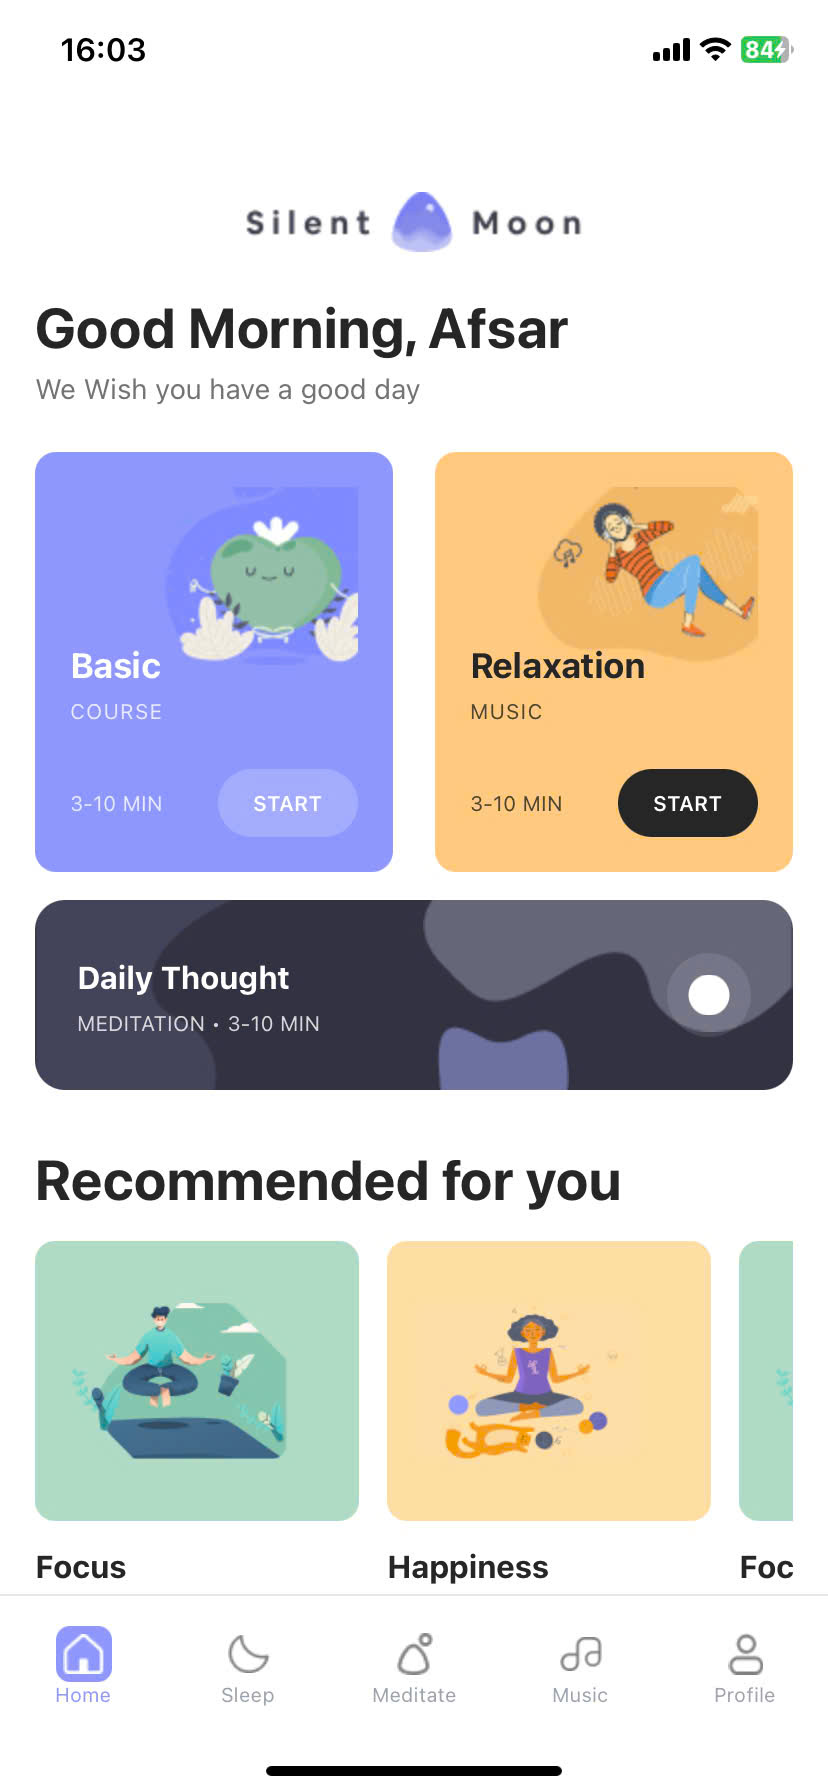 16:03
84
Silent Moon
Good Morning, Afsar
We Wish you have a good day
Basic
COURSE
3-10 MIN
START
Relaxation
MUSIC
3-10 MIN
START
Daily Thought
MEDITATION • 3-10 MIN
Recommended for you
Focus
Happiness
Foc
Home
Sleep
Meditate
Music
Profile